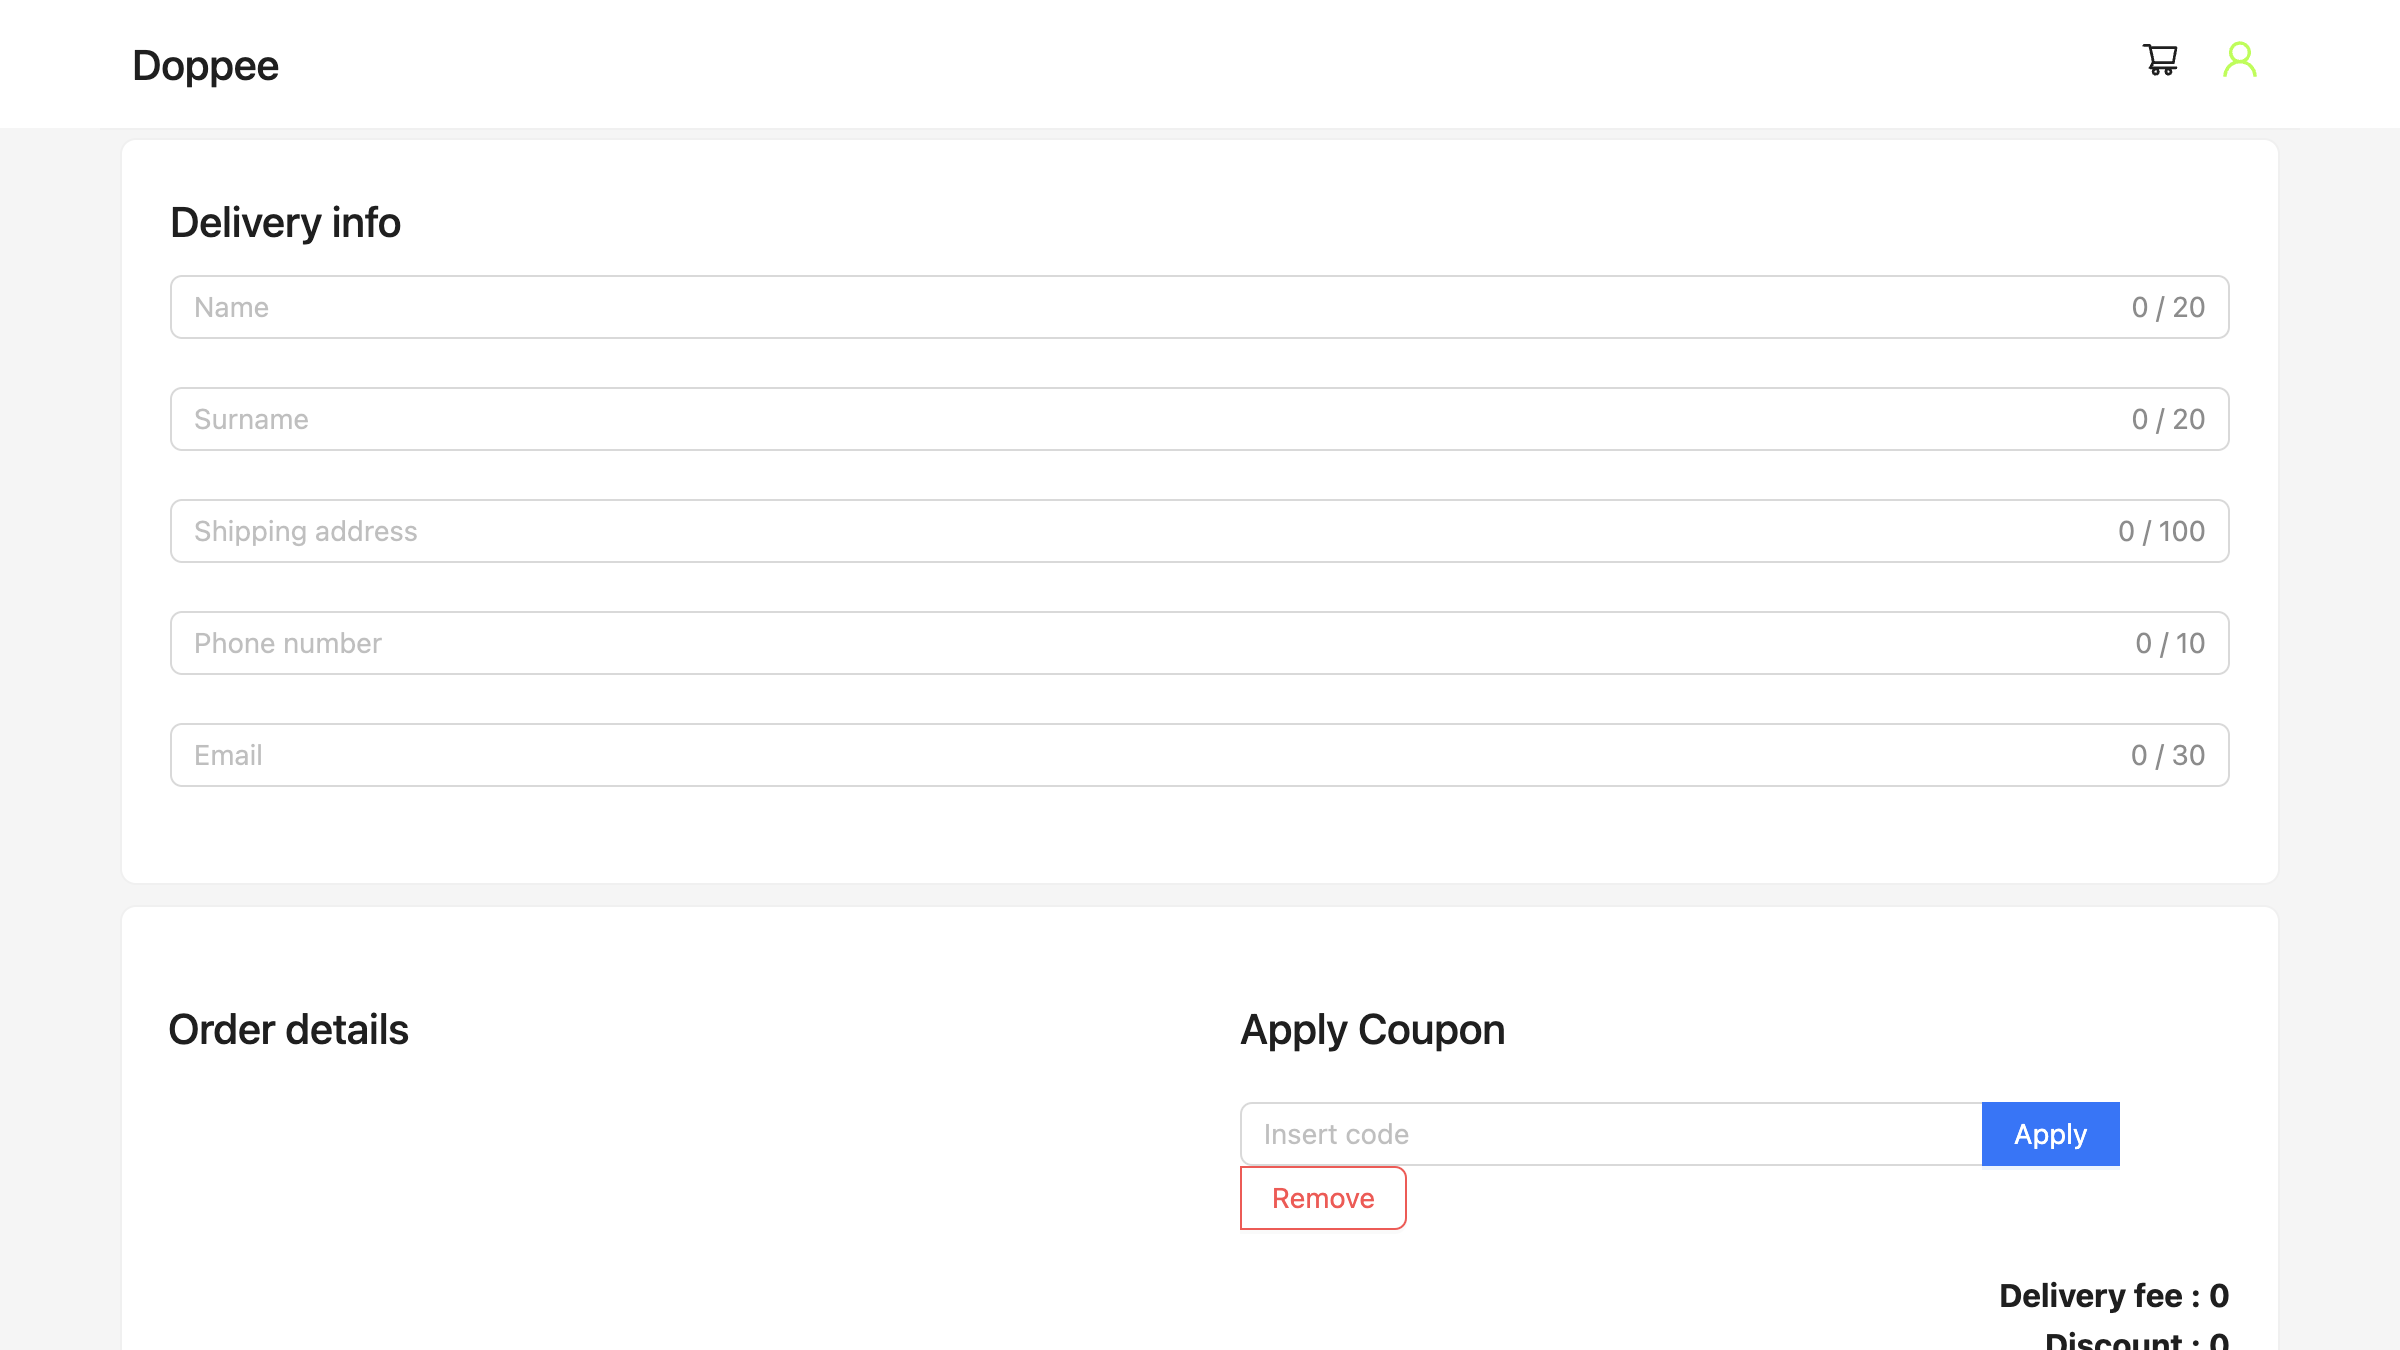 Doppee
Delivery info
Name 0 / 20
Surname 0 / 20
Shipping address 0 / 100
Phone number 0 / 10
Email 0 / 30
Order details
Apply Coupon
Insert code Apply
Remove
Delivery fee : 0
Discount : 0